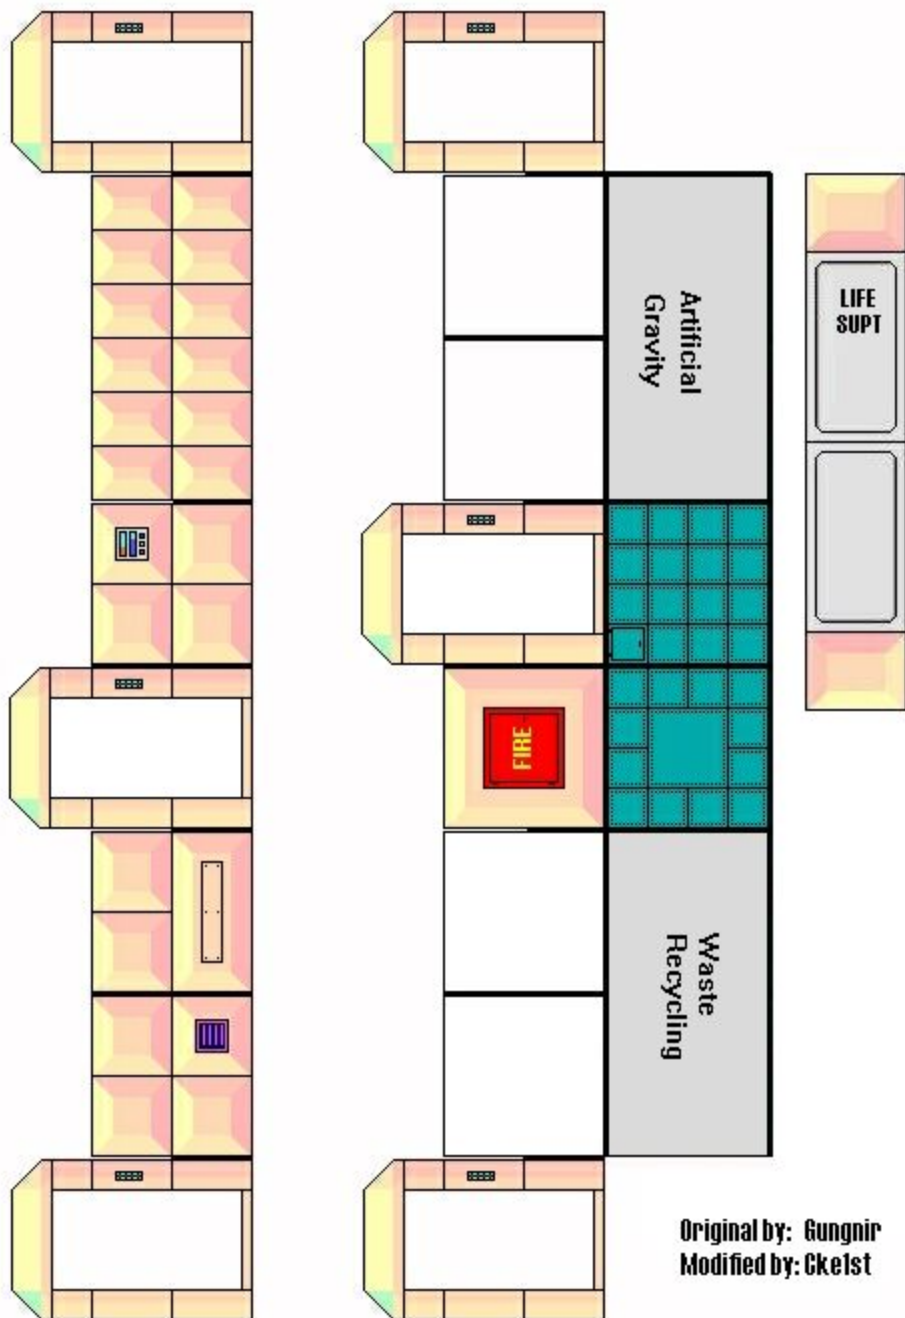 LIFE
SUPT
Artificial
Gravity
FIRE
Waste
Recycling
Original by: Gungnir
Modified by: Cke1st